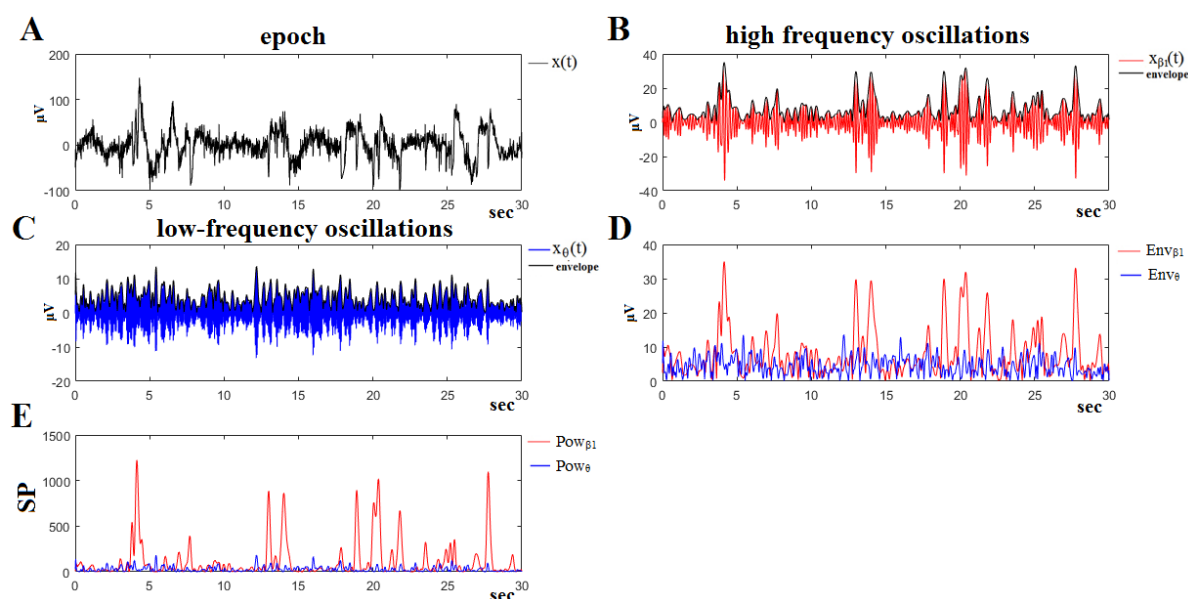 A
epoch
200
100
0
-100
μV
0 5 10 15 20 25 30
sec
x(t)
B
high frequency oscillations
40
20
0
-20
-40
μV
0 5 10 15 20 25 30
sec
xβ1(t)
envelope
C
low-frequency oscillations
20
10
0
-10
-20
μV
0 5 10 15 20 25 30
sec
xθ(t)
envelope
D
40
30
20
10
0
μV
0 5 10 15 20 25 30
sec
Envβ1
Envθ
E
1500
1000
500
0
SP
0 5 10 15 20 25 30
sec
Powβ1
Powθ